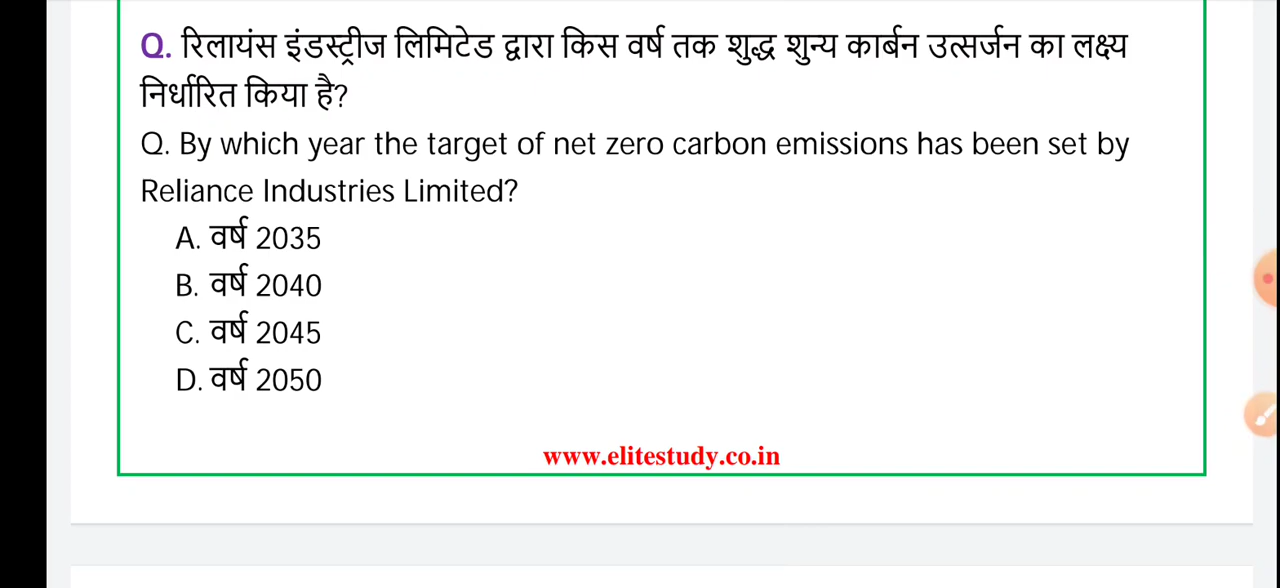 Q. रिलायंस इंडस्ट्रीज लिमिटेड द्वारा किस वर्ष तक शुद्ध शुन्य कार्बन उत्सर्जन का लक्ष्य
निर्धारित किया है?
Q. By which year the target of net zero carbon emissions has been set by
Reliance Industries Limited?
A. वर्ष 2035
B. वर्ष 2040
C. वर्ष 2045
D. वर्ष 2050
www.elitestudy.co.in